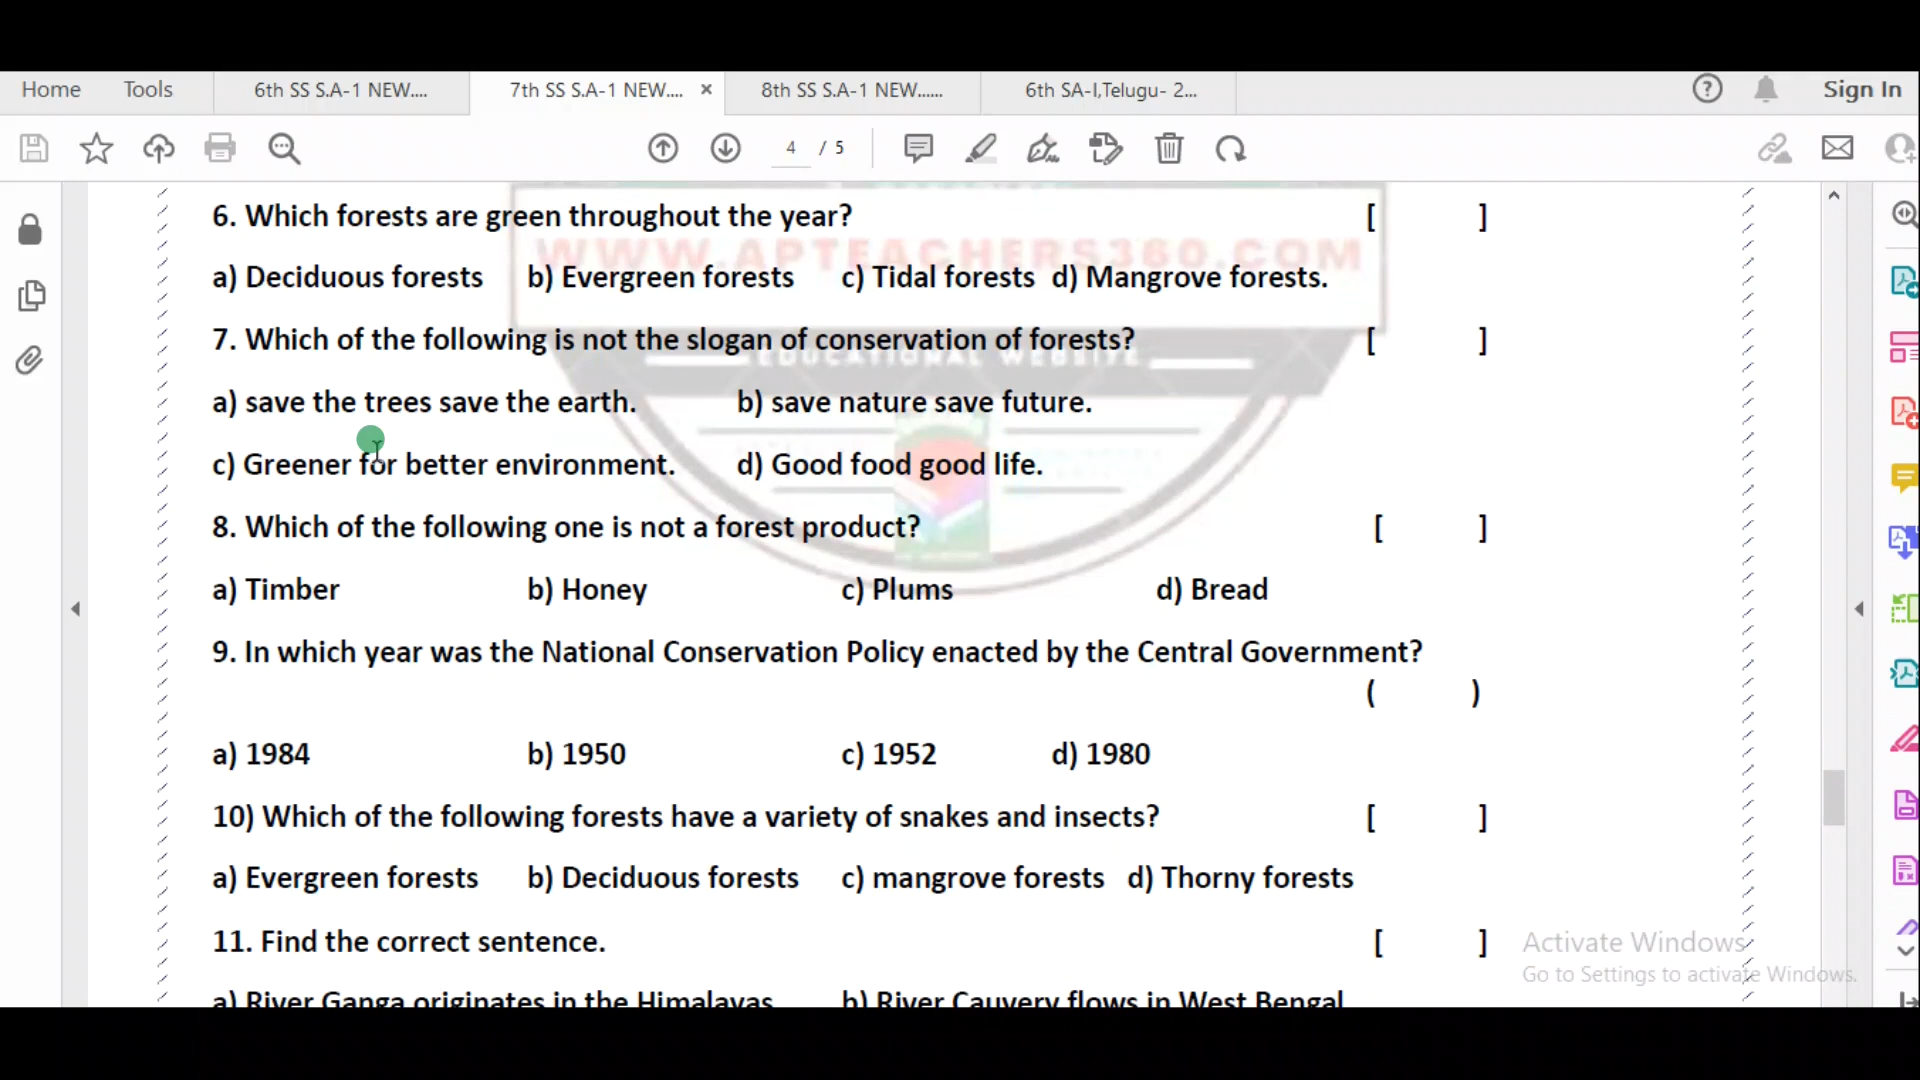 Home Tools 6th SS S.A-1 NEW.... 7th SS S.A-1 NEW.... × 8th SS S.A-1 NEW...... 6th SA-I,Telugu- 2... Sign In
4 / 5
6. Which forests are green throughout the year? [ ]
WWW.APTEACHERS360.COM
a) Deciduous forests b) Evergreen forests c) Tidal forests d) Mangrove forests.
7. Which of the following is not the slogan of conservation of forests? [ ]
EDUCATIONAL WEBSITE
a) save the trees save the earth. b) save nature save future.
c) Greener for better environment. d) Good food good life.
8. Which of the following one is not a forest product? [ ]
a) Timber b) Honey c) Plums d) Bread
9. In which year was the National Conservation Policy enacted by the Central Government?
( )
a) 1984 b) 1950 c) 1952 d) 1980
10) Which of the following forests have a variety of snakes and insects? [ ]
a) Evergreen forests b) Deciduous forests c) mangrove forests d) Thorny forests
11. Find the correct sentence. [ ]
Activate Windows
Go to Settings to activate Windows.
a) River Ganga originates in the Himalayas b) River Cauvery flows in West Bengal